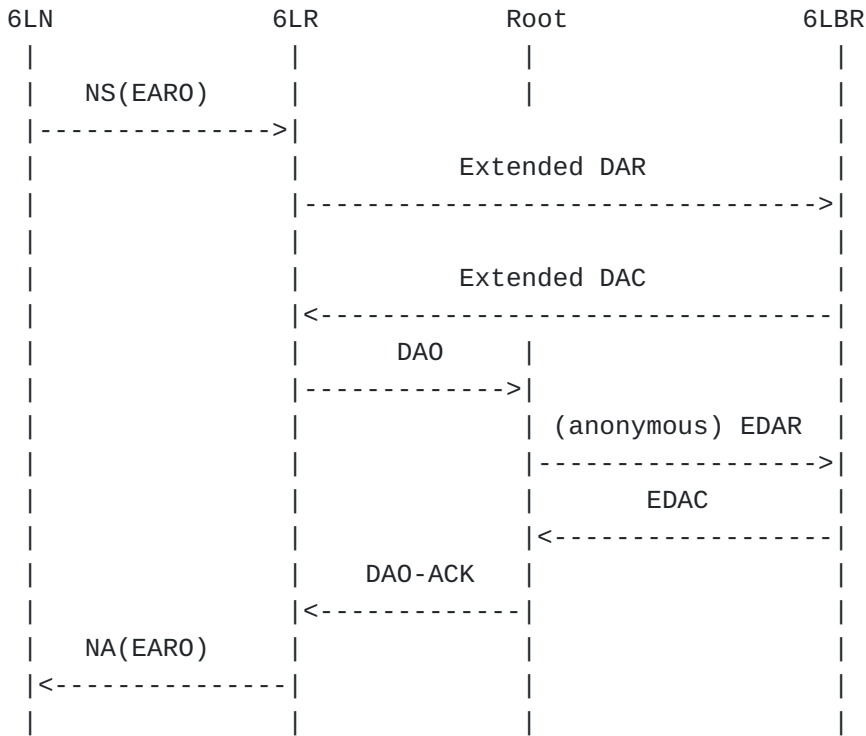 6LN 6LR Root 6LBR
NS(EARO)
Extended DAR
Extended DAC
DAO
(anonymous) EDAR
EDAC
DAO-ACK
NA(EARO)